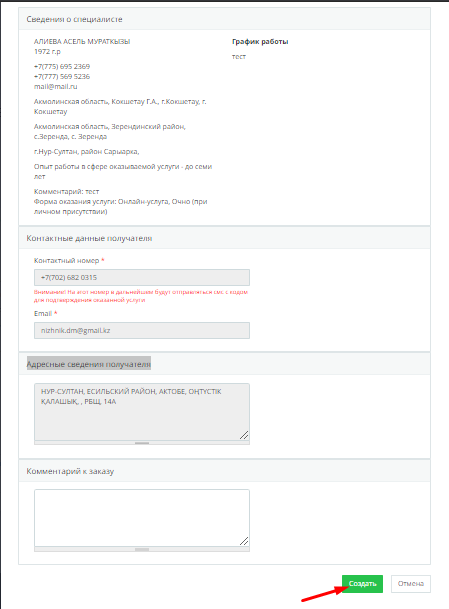 Сведения о специалисте
АЛИЕВА АСЕЛЬ МУРАТКЫЗЫ
1972 г.р
График работы
тест
+7(775) 695 2369
+7(777) 569 5236
mail@mail.ru
Акмолинская область, Кокшетау Г.А., г.Кокшетау, г.
Кокшетау
Акмолинская область, Зерендинский район,
с.Зеренда, с. Зеренда
г.Нур-Султан, район Сарыарка,
Опыт работы в сфере оказываемой услуги - до семи
лет
Комментарий: тест
Форма оказания услуги: Онлайн-услуга, Очно (при
личном присутствии)
Контактные данные получателя
Контактный номер *
+7(702) 682 0315
Внимание! На этот номер в дальнейшем будут отправляться смс с кодом
для подтверждения оказанной услуги
Email *
nizhnik.dm@gmail.kz
Адресные сведения получателя
НУР-СУЛТАН, ЕСИЛЬСКИЙ РАЙОН, АКТОБЕ, ОҢТҮСТІК
ҚАЛАШЫҚ, , РБЩ, 14А
Комментарий к заказу
Создать
Отмена